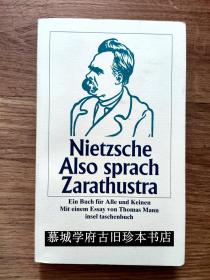 Nietzsche
Also sprach
Zarathustra
Ein Buch für Alle und Keinen
Mit einem Essay von Thomas Mann
insel taschenbuch
慕城学府古旧珍本书店